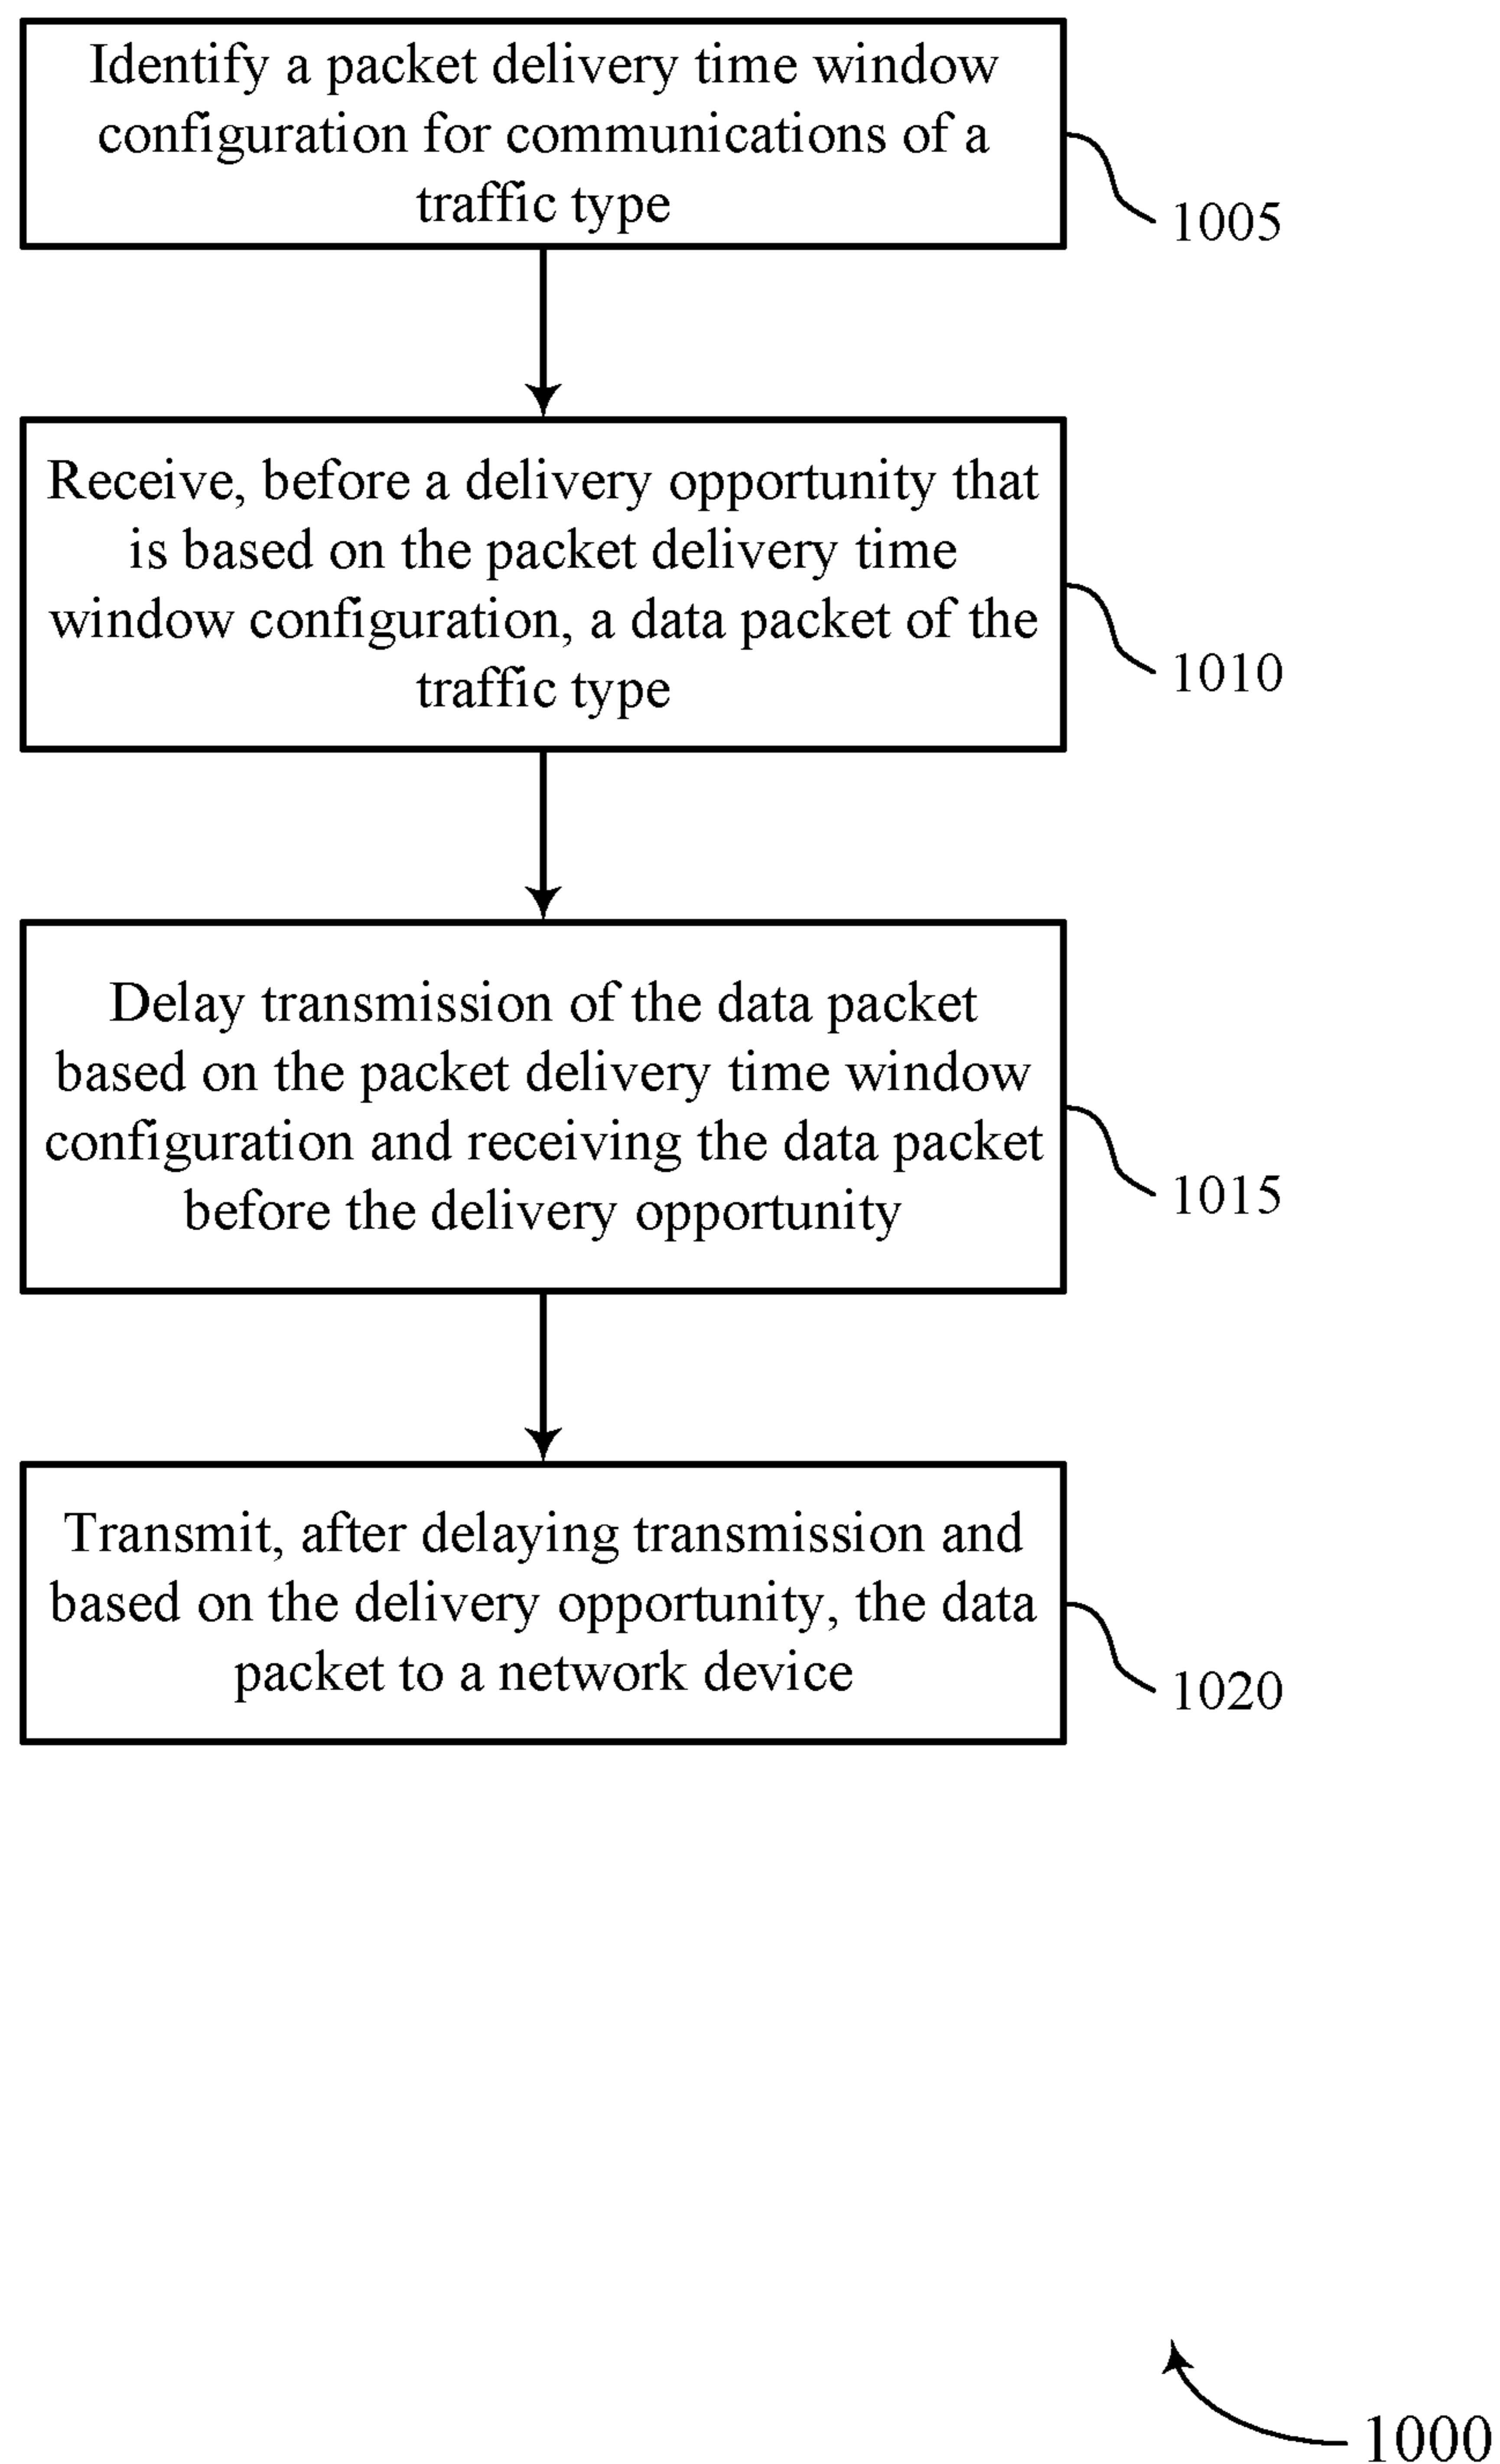 Identify a packet delivery time window
configuration for communications of a
traffic type
1005
Receive, before a delivery opportunity that
is based on the packet delivery time
window configuration, a data packet of the
traffic type
1010
Delay transmission of the data packet
based on the packet delivery time window
configuration and receiving the data packet
before the delivery opportunity
1015
Transmit, after delaying transmission and
based on the delivery opportunity, the data
packet to a network device
1020
1000